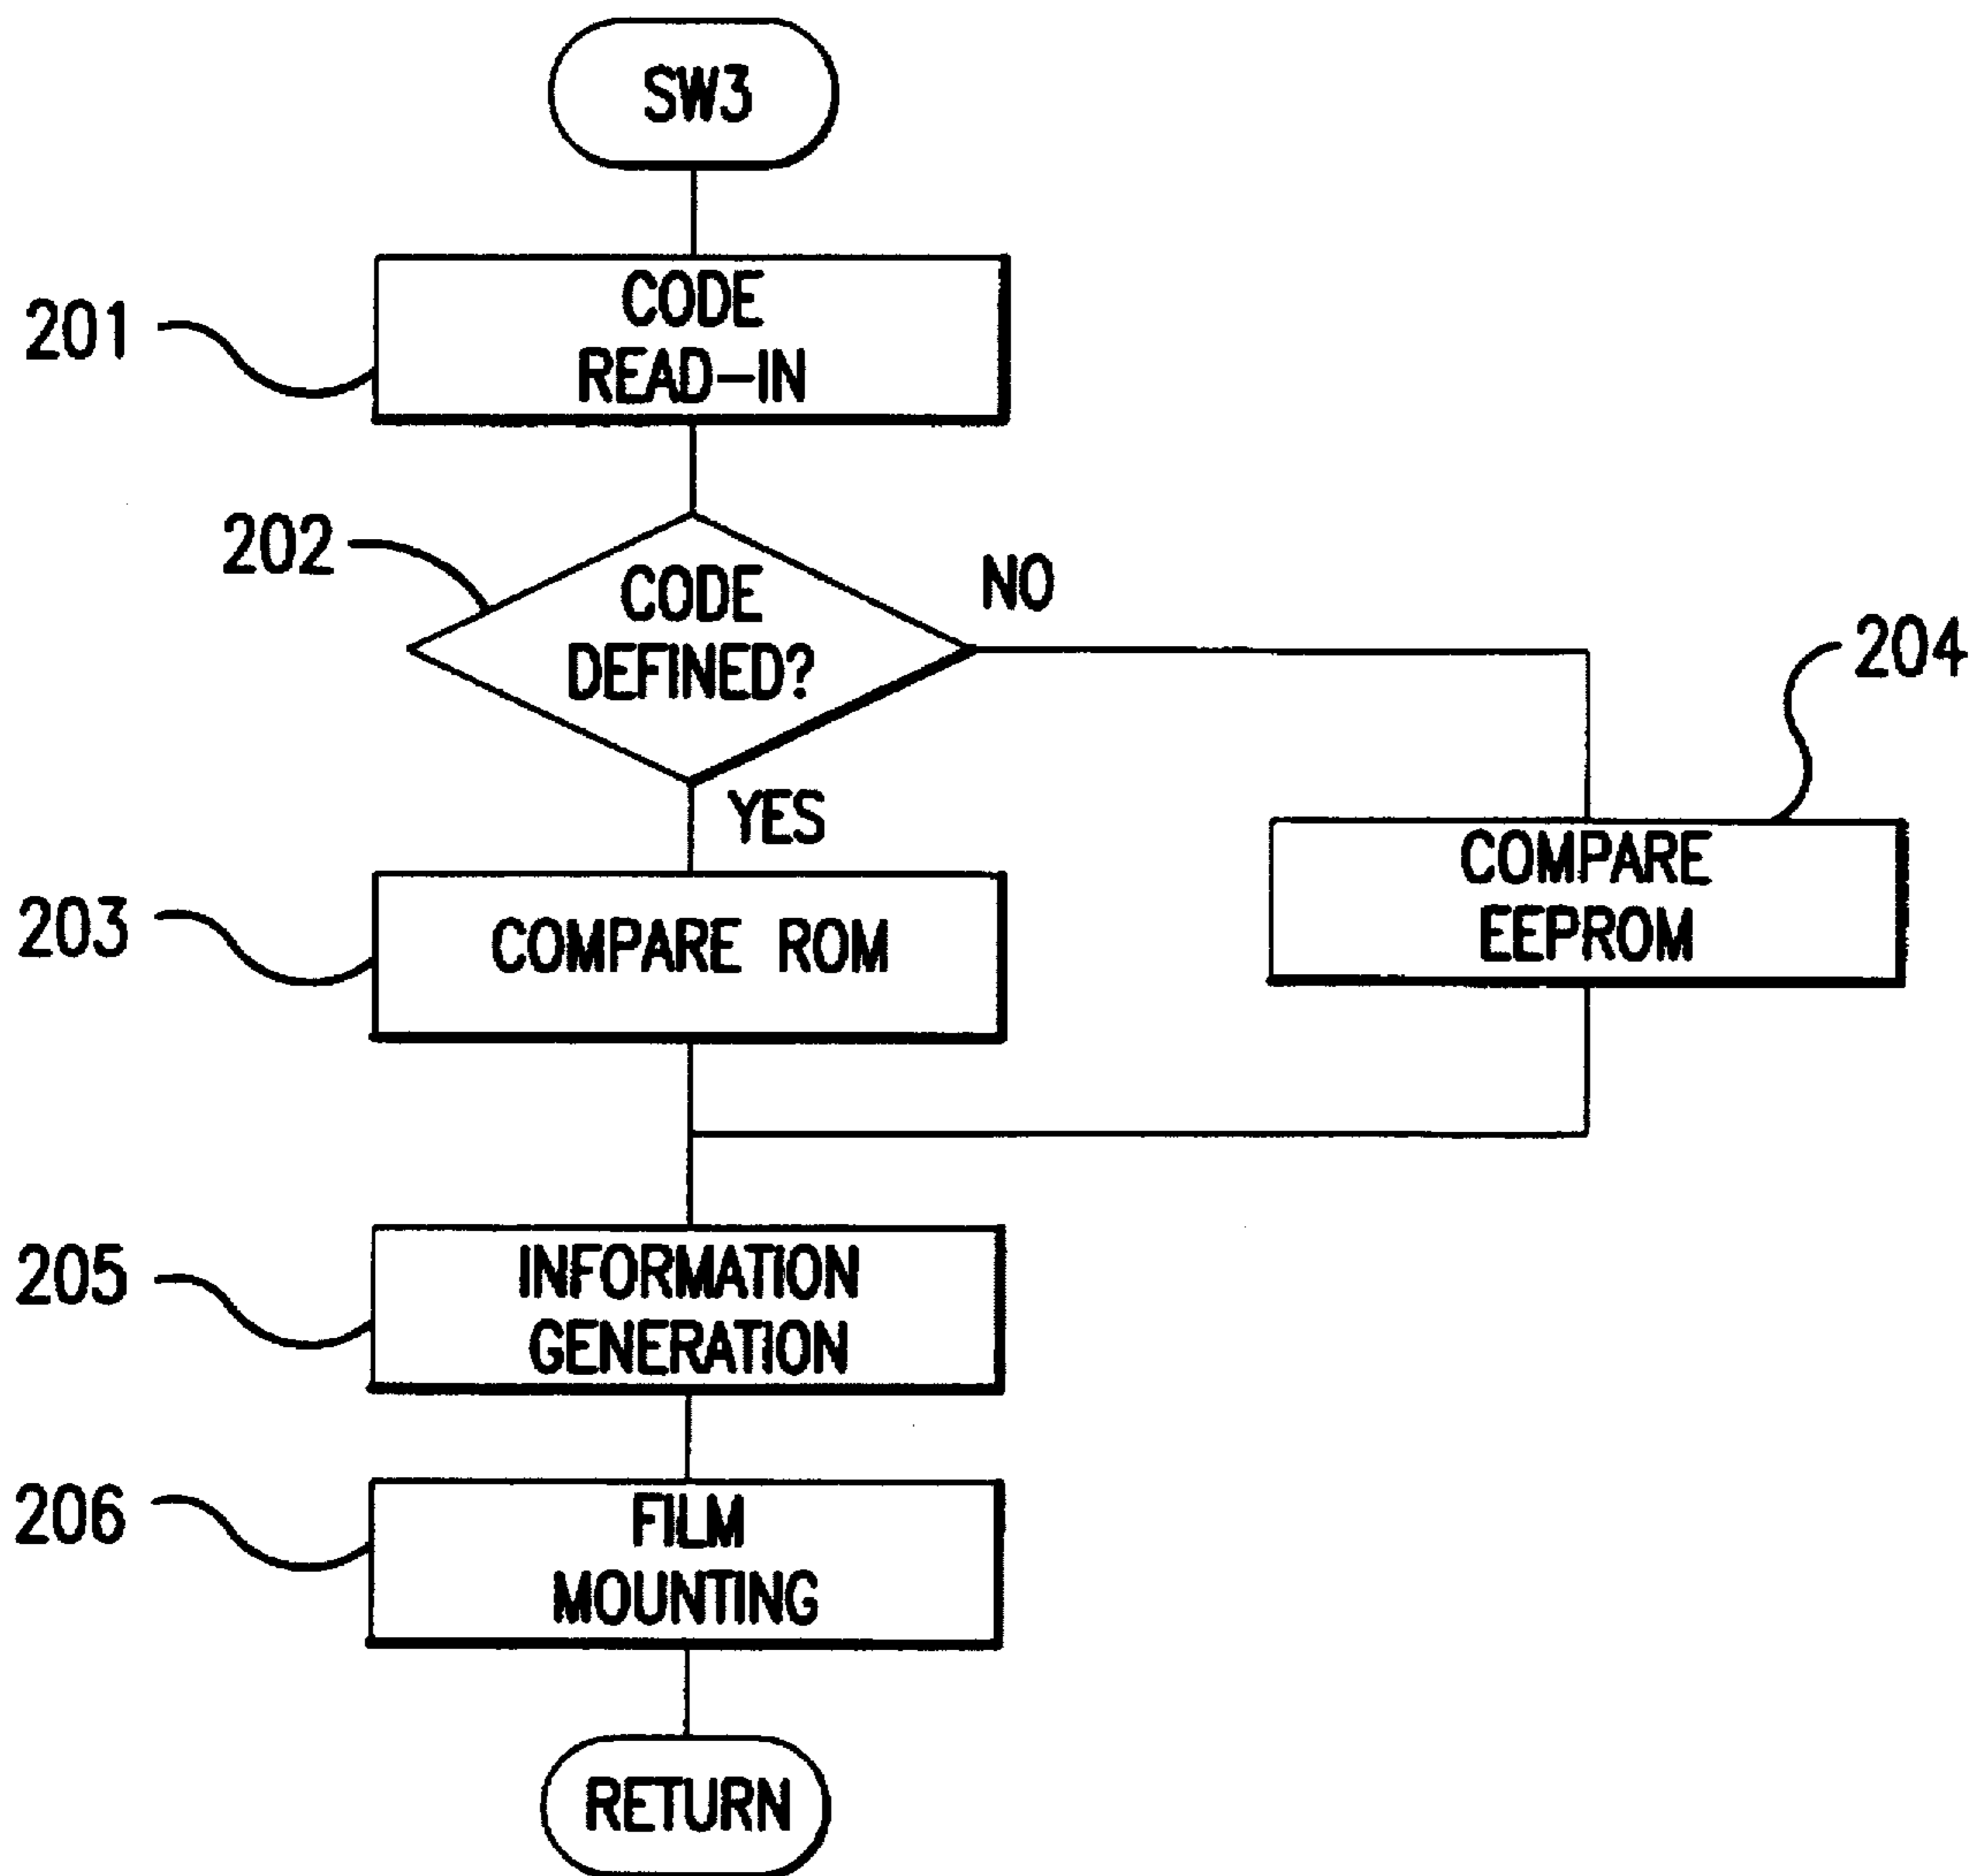 SW3
201
CODE
READ-IN
202
CODE
DEFINED?
NO
204
YES
COMPARE
EEPROM
203
COMPARE ROM
205
INFORMATION
GENERATION
206
FILM
MOUNTING
RETURN